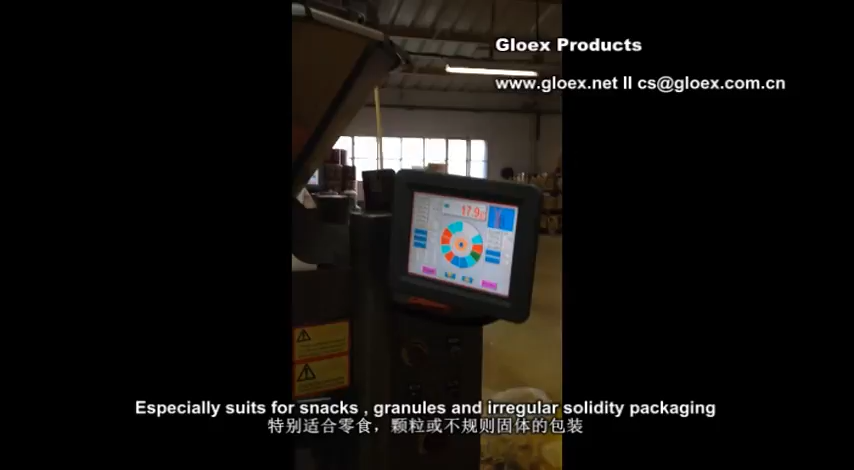 Gloex Products
www.gloex.net ll cs@gloex.com.cn
17.9
Especially suits for snacks , granules and irregular solidity packaging
特别适合零食，颗粒或不规则固体的包装